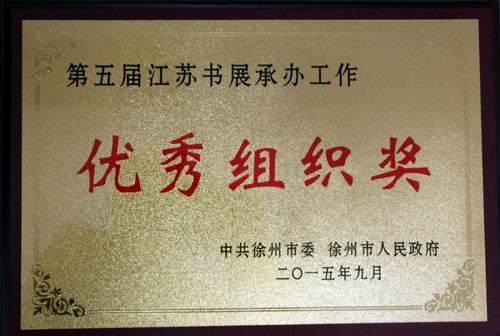 第五届江苏书展承办工作
优秀组织奖
中共徐州市委 徐州市人民政府
二〇一五年九月